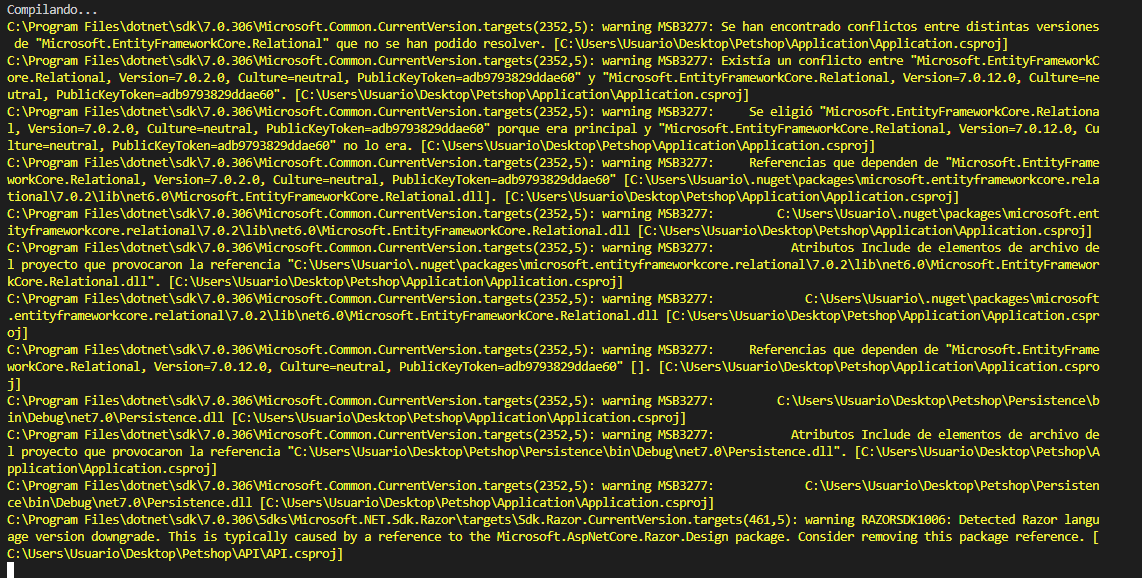 Compilando...
C:\Program Files\dotnet\sdk\7.0.306\Microsoft.Common.CurrentVersion.targets(2352,5): warning MSB3277: Se han encontrado conflictos entre distintas versiones
 de "Microsoft.EntityFrameworkCore.Relational" que no se han podido resolver. [C:\Users\Usuario\Desktop\Petshop\Application\Application.csproj]
C:\Program Files\dotnet\sdk\7.0.306\Microsoft.Common.CurrentVersion.targets(2352,5): warning MSB3277: Existía un conflicto entre "Microsoft.EntityFrameworkC
ore.Relational, Version=7.0.2.0, Culture=neutral, PublicKeyToken=adb9793829ddae60" y "Microsoft.EntityFrameworkCore.Relational, Version=7.0.12.0, Culture=ne
utral, PublicKeyToken=adb9793829ddae60". [C:\Users\Usuario\Desktop\Petshop\Application\Application.csproj]
C:\Program Files\dotnet\sdk\7.0.306\Microsoft.Common.CurrentVersion.targets(2352,5): warning MSB3277:     Se eligió "Microsoft.EntityFrameworkCore.Relationa
l, Version=7.0.2.0, Culture=neutral, PublicKeyToken=adb9793829ddae60" porque era principal y "Microsoft.EntityFrameworkCore.Relational, Version=7.0.12.0, Cu
lture=neutral, PublicKeyToken=adb9793829ddae60" no lo era. [C:\Users\Usuario\Desktop\Petshop\Application\Application.csproj]
C:\Program Files\dotnet\sdk\7.0.306\Microsoft.Common.CurrentVersion.targets(2352,5): warning MSB3277:     Referencias que dependen de "Microsoft.EntityFrame
workCore.Relational, Version=7.0.2.0, Culture=neutral, PublicKeyToken=adb9793829ddae60" [C:\Users\Usuario\.nuget\packages\microsoft.entityframeworkcore.rela
tional\7.0.2\lib\net6.0\Microsoft.EntityFrameworkCore.Relational.dll]. [C:\Users\Usuario\Desktop\Petshop\Application\Application.csproj]
C:\Program Files\dotnet\sdk\7.0.306\Microsoft.Common.CurrentVersion.targets(2352,5): warning MSB3277:         C:\Users\Usuario\.nuget\packages\microsoft.ent
ityframeworkcore.relational\7.0.2\lib\net6.0\Microsoft.EntityFrameworkCore.Relational.dll [C:\Users\Usuario\Desktop\Petshop\Application\Application.csproj]
C:\Program Files\dotnet\sdk\7.0.306\Microsoft.Common.CurrentVersion.targets(2352,5): warning MSB3277:           Atributos Include de elementos de archivo de
l proyecto que provocaron la referencia "C:\Users\Usuario\.nuget\packages\microsoft.entityframeworkcore.relational\7.0.2\lib\net6.0\Microsoft.EntityFramewor
kCore.Relational.dll". [C:\Users\Usuario\Desktop\Petshop\Application\Application.csproj]
C:\Program Files\dotnet\sdk\7.0.306\Microsoft.Common.CurrentVersion.targets(2352,5): warning MSB3277:             C:\Users\Usuario\.nuget\packages\microsoft
.entityframeworkcore.relational\7.0.2\lib\net6.0\Microsoft.EntityFrameworkCore.Relational.dll [C:\Users\Usuario\Desktop\Petshop\Application\Application.cspr
oj]
C:\Program Files\dotnet\sdk\7.0.306\Microsoft.Common.CurrentVersion.targets(2352,5): warning MSB3277:     Referencias que dependen de "Microsoft.EntityFrame
workCore.Relational, Version=7.0.12.0, Culture=neutral, PublicKeyToken=adb9793829ddae60" []. [C:\Users\Usuario\Desktop\Petshop\Application\Application.cspro
j]
C:\Program Files\dotnet\sdk\7.0.306\Microsoft.Common.CurrentVersion.targets(2352,5): warning MSB3277:         C:\Users\Usuario\Desktop\Petshop\Persistence\b
in\Debug\net7.0\Persistence.dll [C:\Users\Usuario\Desktop\Petshop\Application\Application.csproj]
C:\Program Files\dotnet\sdk\7.0.306\Microsoft.Common.CurrentVersion.targets(2352,5): warning MSB3277:           Atributos Include de elementos de archivo de
l proyecto que provocaron la referencia "C:\Users\Usuario\Desktop\Petshop\Persistence\bin\Debug\net7.0\Persistence.dll". [C:\Users\Usuario\Desktop\Petshop\A
pplication\Application.csproj]
C:\Program Files\dotnet\sdk\7.0.306\Microsoft.Common.CurrentVersion.targets(2352,5): warning MSB3277:             C:\Users\Usuario\Desktop\Petshop\Persisten
ce\bin\Debug\net7.0\Persistence.dll [C:\Users\Usuario\Desktop\Petshop\Application\Application.csproj]
C:\Program Files\dotnet\sdk\7.0.306\Sdks\Microsoft.NET.Sdk.Razor\targets\Sdk.Razor.CurrentVersion.targets(461,5): warning RAZORSDK1006: Detected Razor langu
age version downgrade. This is typically caused by a reference to the Microsoft.AspNetCore.Razor.Design package. Consider removing this package reference. [
C:\Users\Usuario\Desktop\Petshop\API\API.csproj]